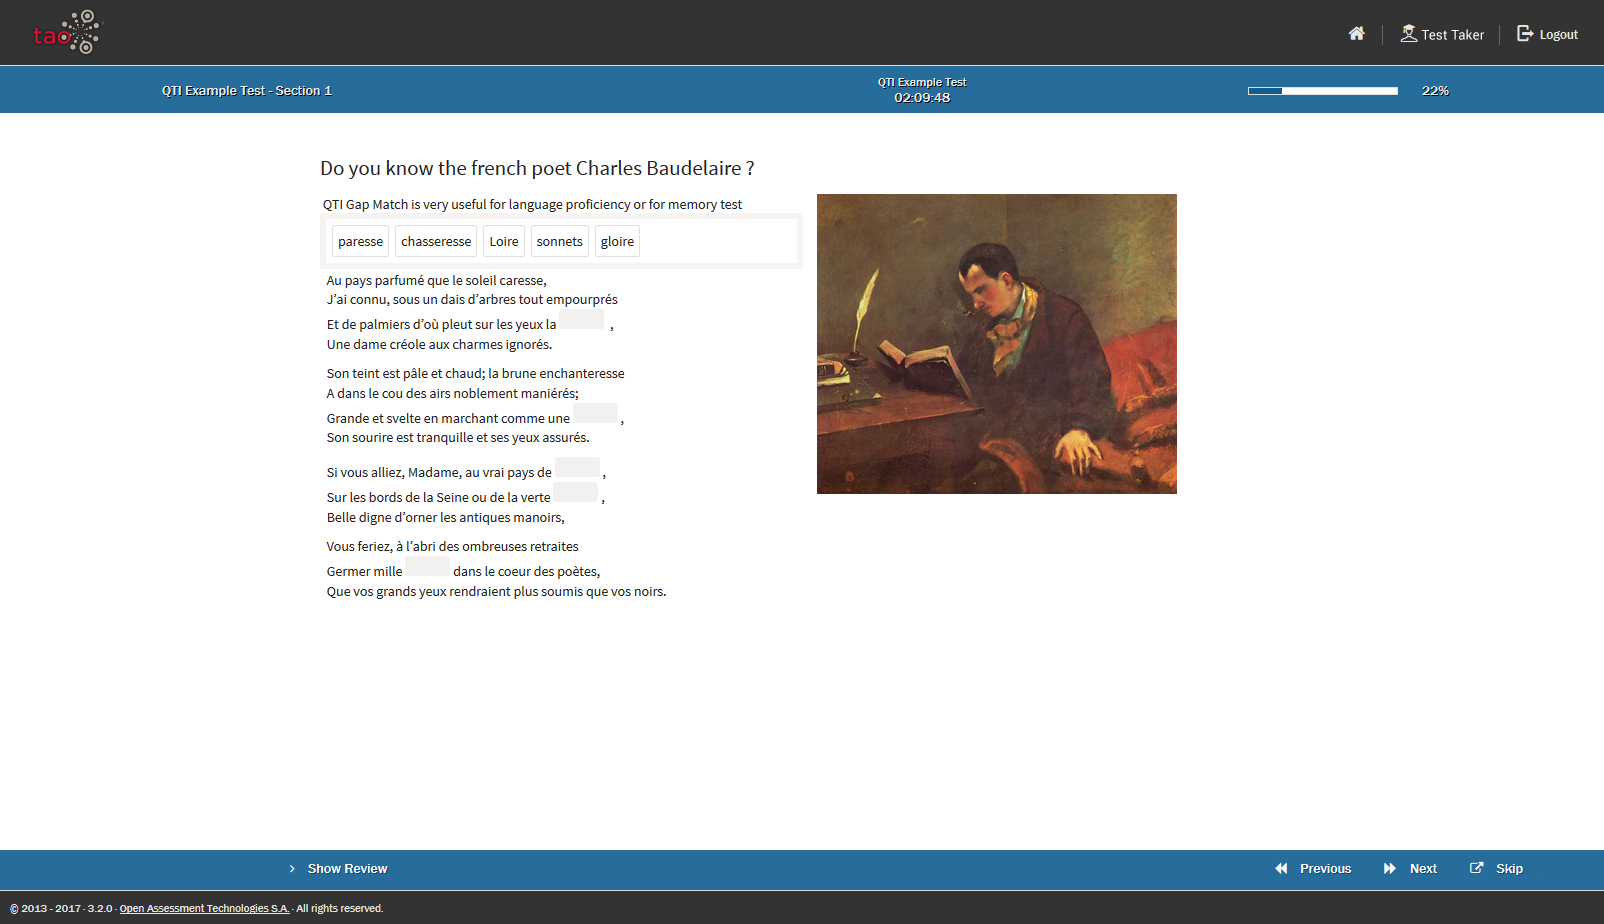 tao
Test Taker
Logout
QTI Example Test - Section 1
QTI Example Test
02:09:48
22%
Do you know the french poet Charles Baudelaire ?
QTI Gap Match is very useful for language proficiency or for memory test
paresse chasseresse Loire sonnets gloire
Au pays parfumé que le soleil caresse,
J’ai connu, sous un dais d’arbres tout empourprés
Et de palmiers d’où pleut sur les yeux la ,
Une dame créole aux charmes ignorés.
Son teint est pâle et chaud; la brune enchanteresse
A dans le cou des airs noblement maniérés;
Grande et svelte en marchant comme une ,
Son sourire est tranquille et ses yeux assurés.
Si vous alliez, Madame, au vrai pays de ,
Sur les bords de la Seine ou de la verte ,
Belle digne d’orner les antiques manoirs,
Vous feriez, à l’abri des ombreuses retraites
Germer mille dans le coeur des poètes,
Que vos grands yeux rendraient plus soumis que vos noirs.
Show Review
Previous
Next
Skip
© 2013 - 2017 · 3.2.0 · Open Assessment Technologies S.A. · All rights reserved.